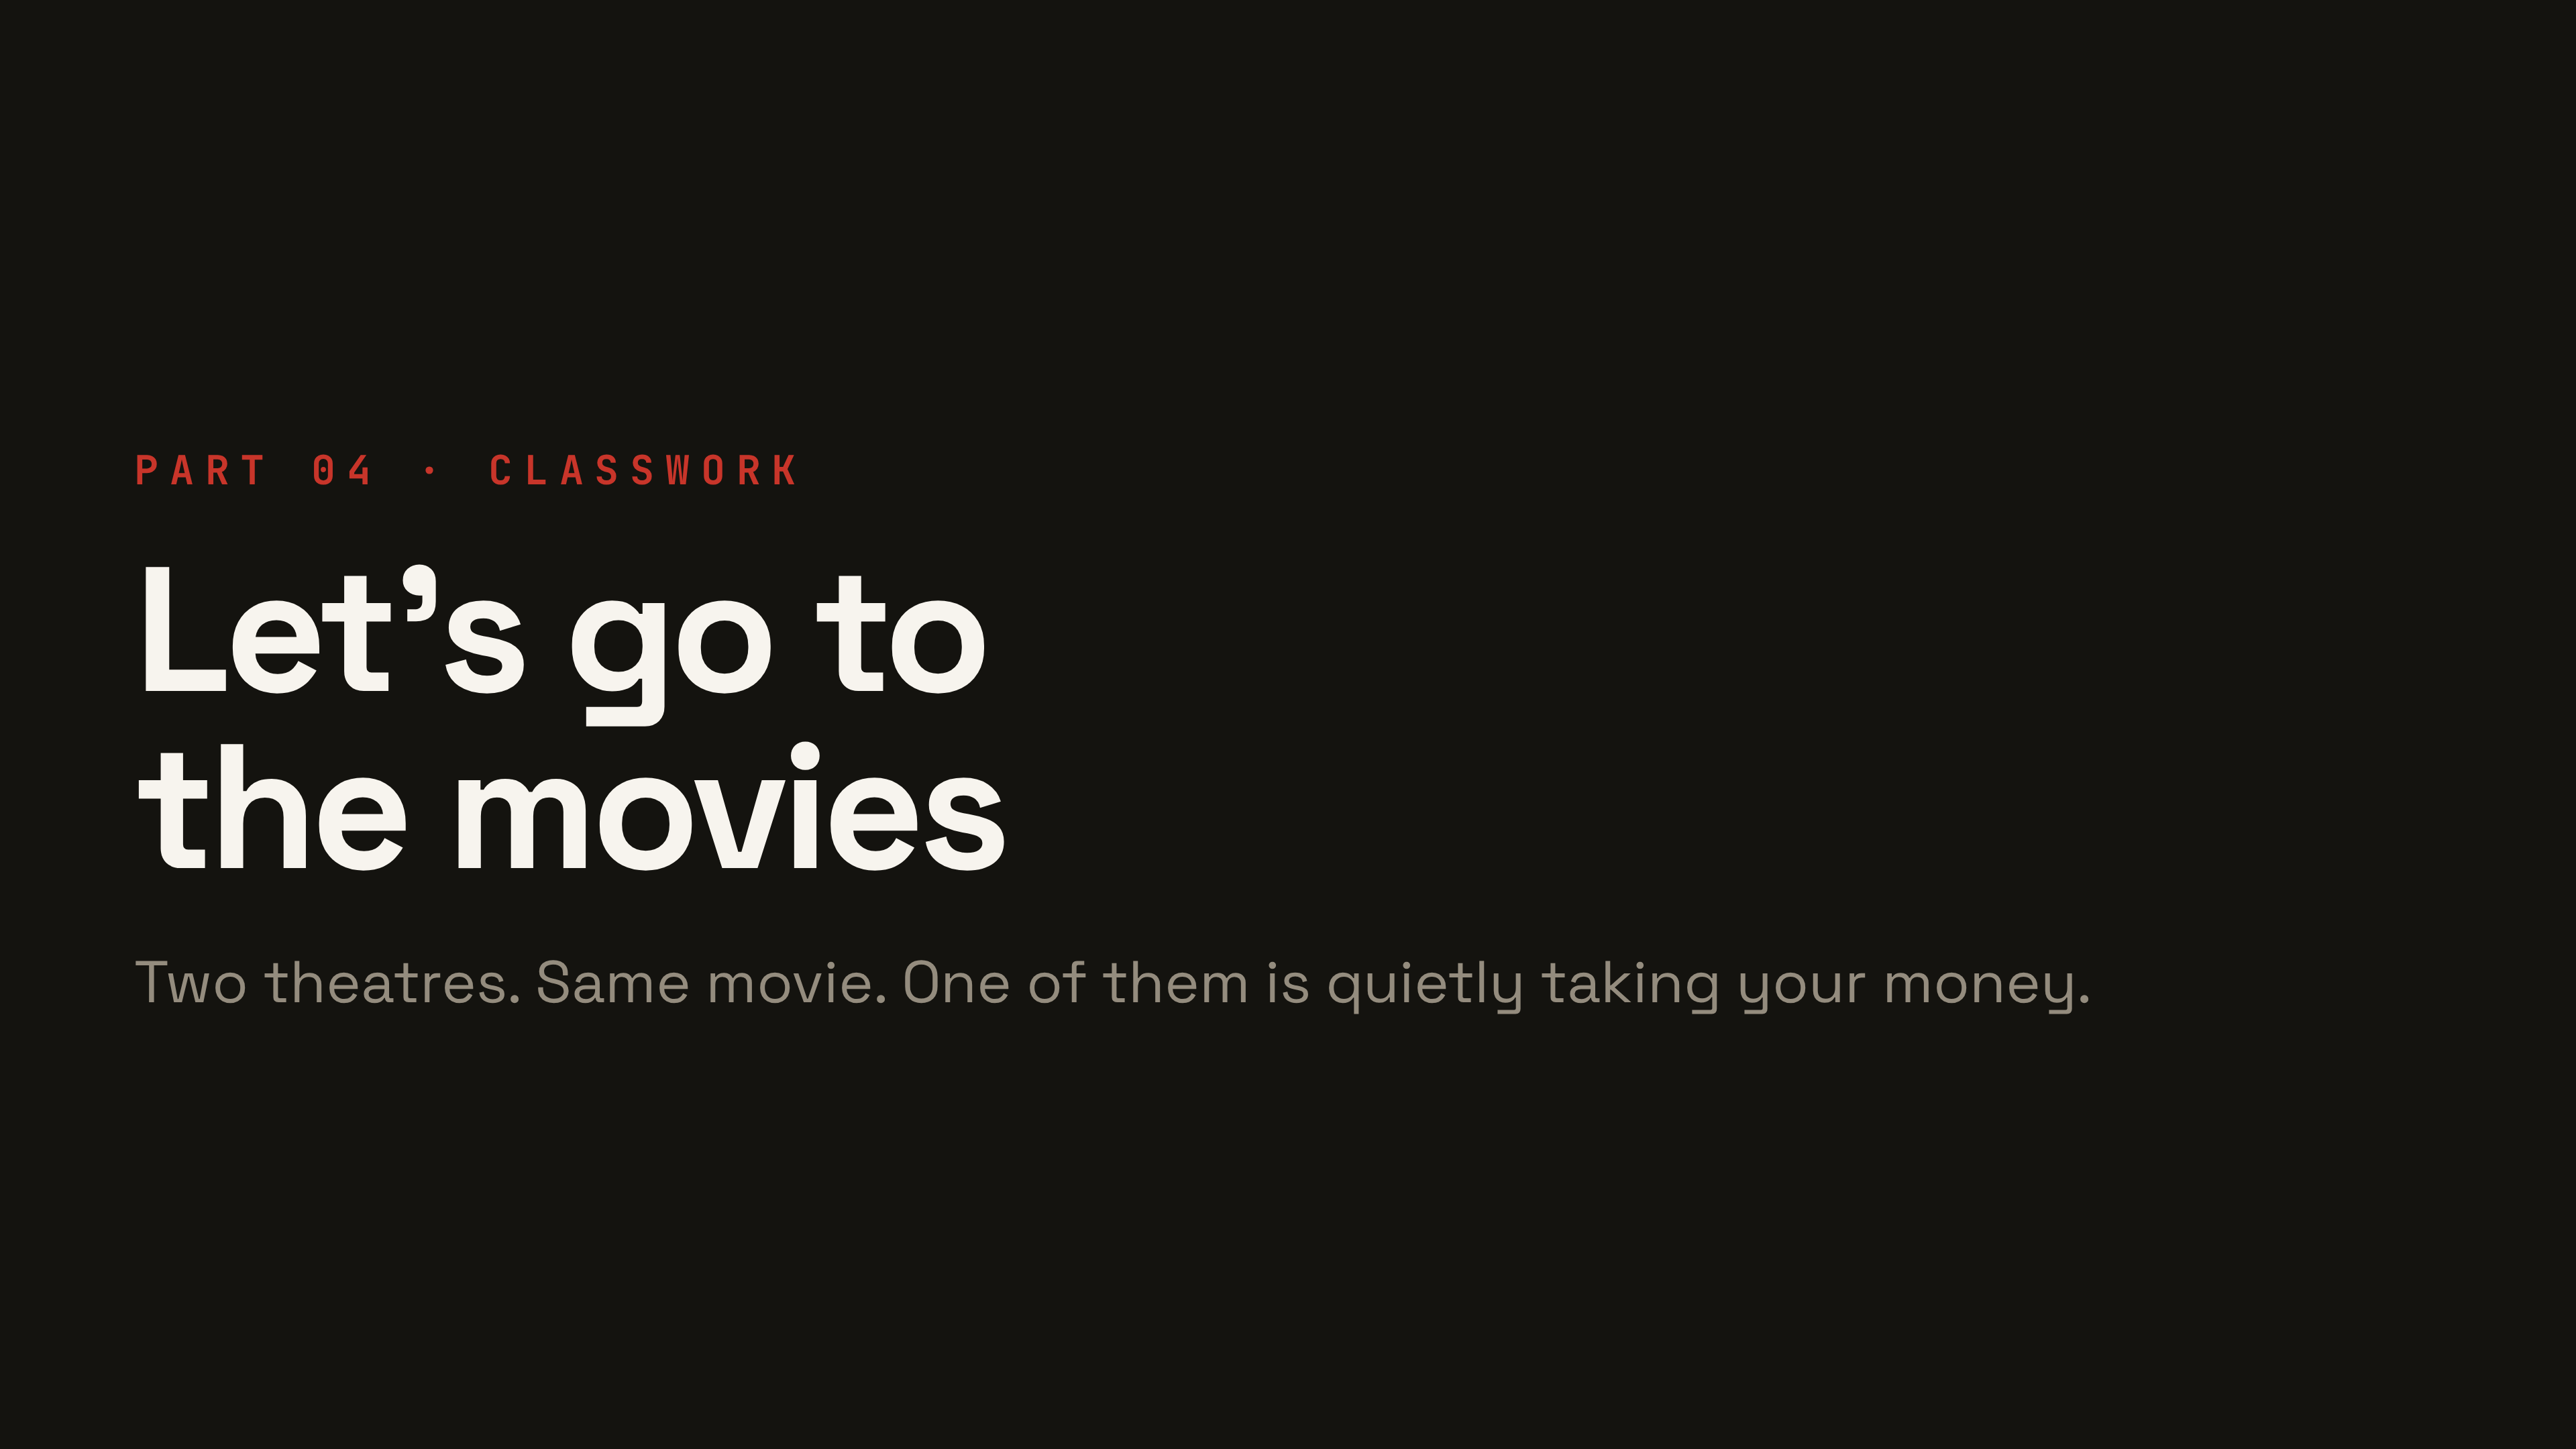 PART 04 · CLASSWORK
Let’s go to
the movies
Two theatres. Same movie. One of them is quietly taking your money.